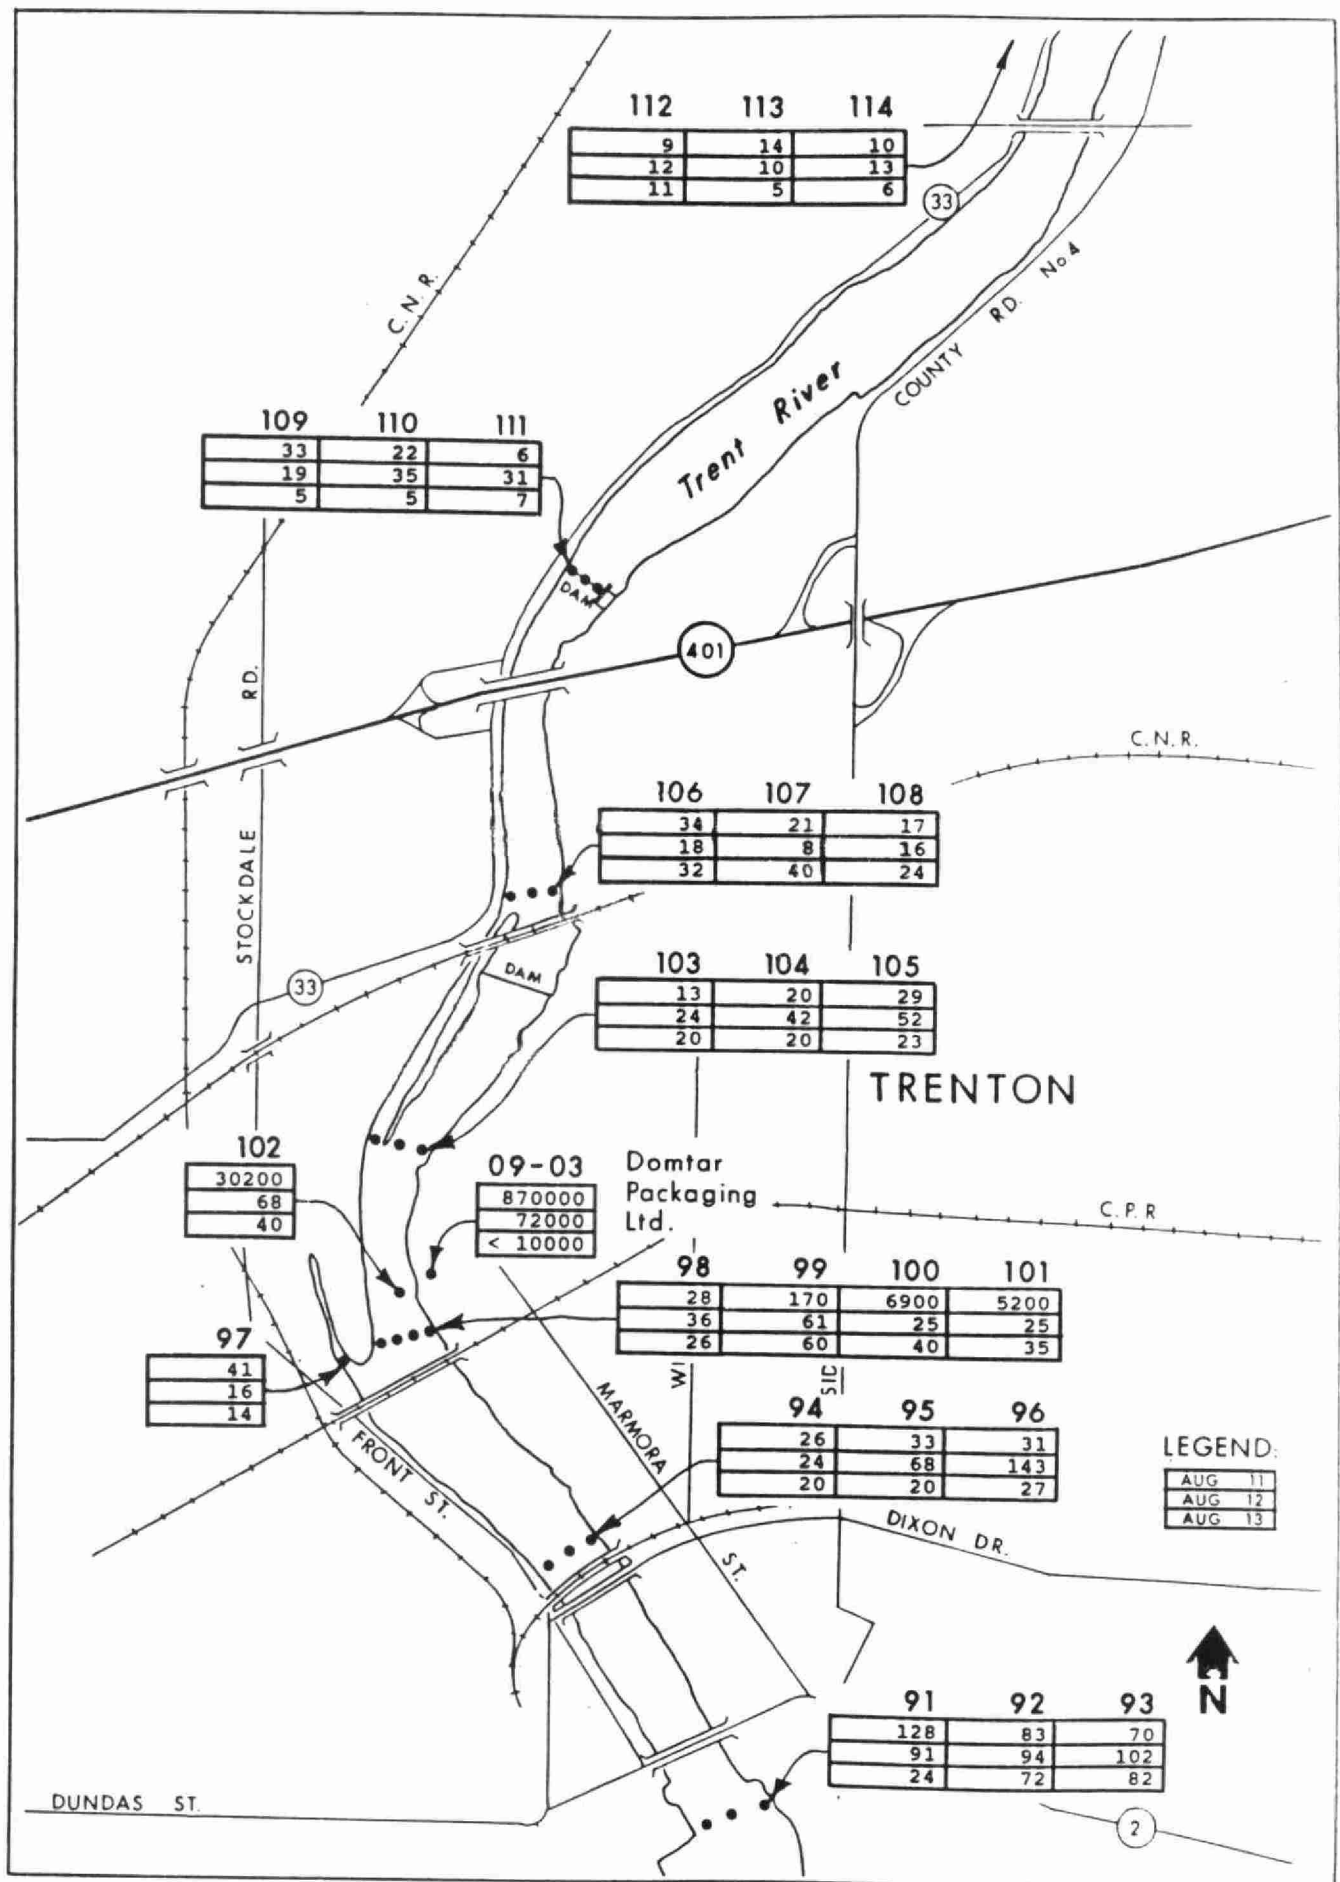 112 113 114
9 14 10
12 10 13
11 5 6
33
C.N.R.
COUNTY RD. No 4
Trent River
109 110 111
33 22 6
19 35 31
5 5 7
DAM
401
STOCKDALE RD.
C.N.R.
106 107 108
34 21 17
18 8 16
32 40 24
33
DAM
103 104 105
13 20 29
24 42 52
20 20 23
TRENTON
102
30200
68
40
09-03
870000
72000
< 10000
Domtar
Packaging
Ltd.
C.P.R
98 99 100 101
28 170 6900 5200
36 61 25 25
26 60 40 35
97
41
16
14
WI
SID
MARMORA ST.
FRONT ST.
94 95 96
26 33 31
24 68 143
20 20 27
LEGEND:
AUG 11
AUG 12
AUG 13
DIXON DR.
N
91 92 93
128 83 70
91 94 102
24 72 82
DUNDAS ST.
2